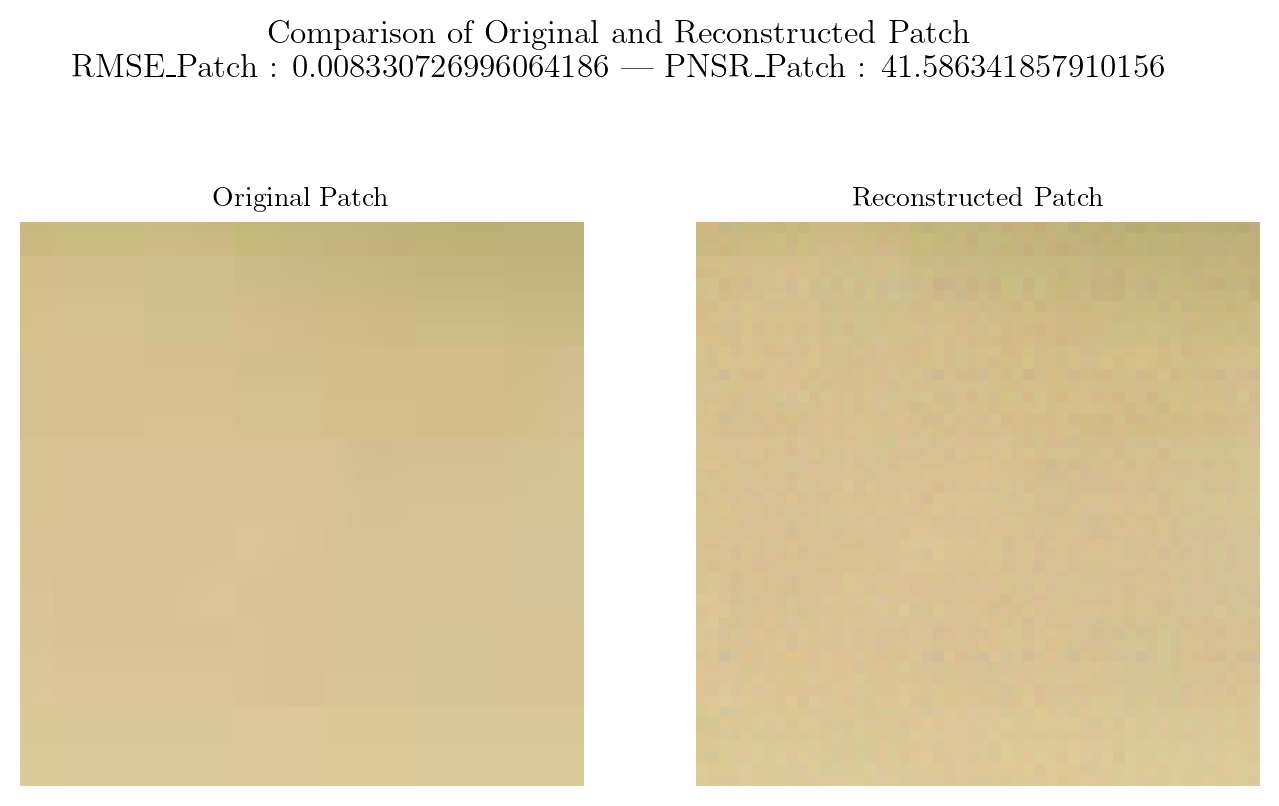 Comparison of Original and Reconstructed Patch
RMSE_Patch : 0.008330726996064186 — PNSR_Patch : 41.586341857910156
Original Patch
Reconstructed Patch